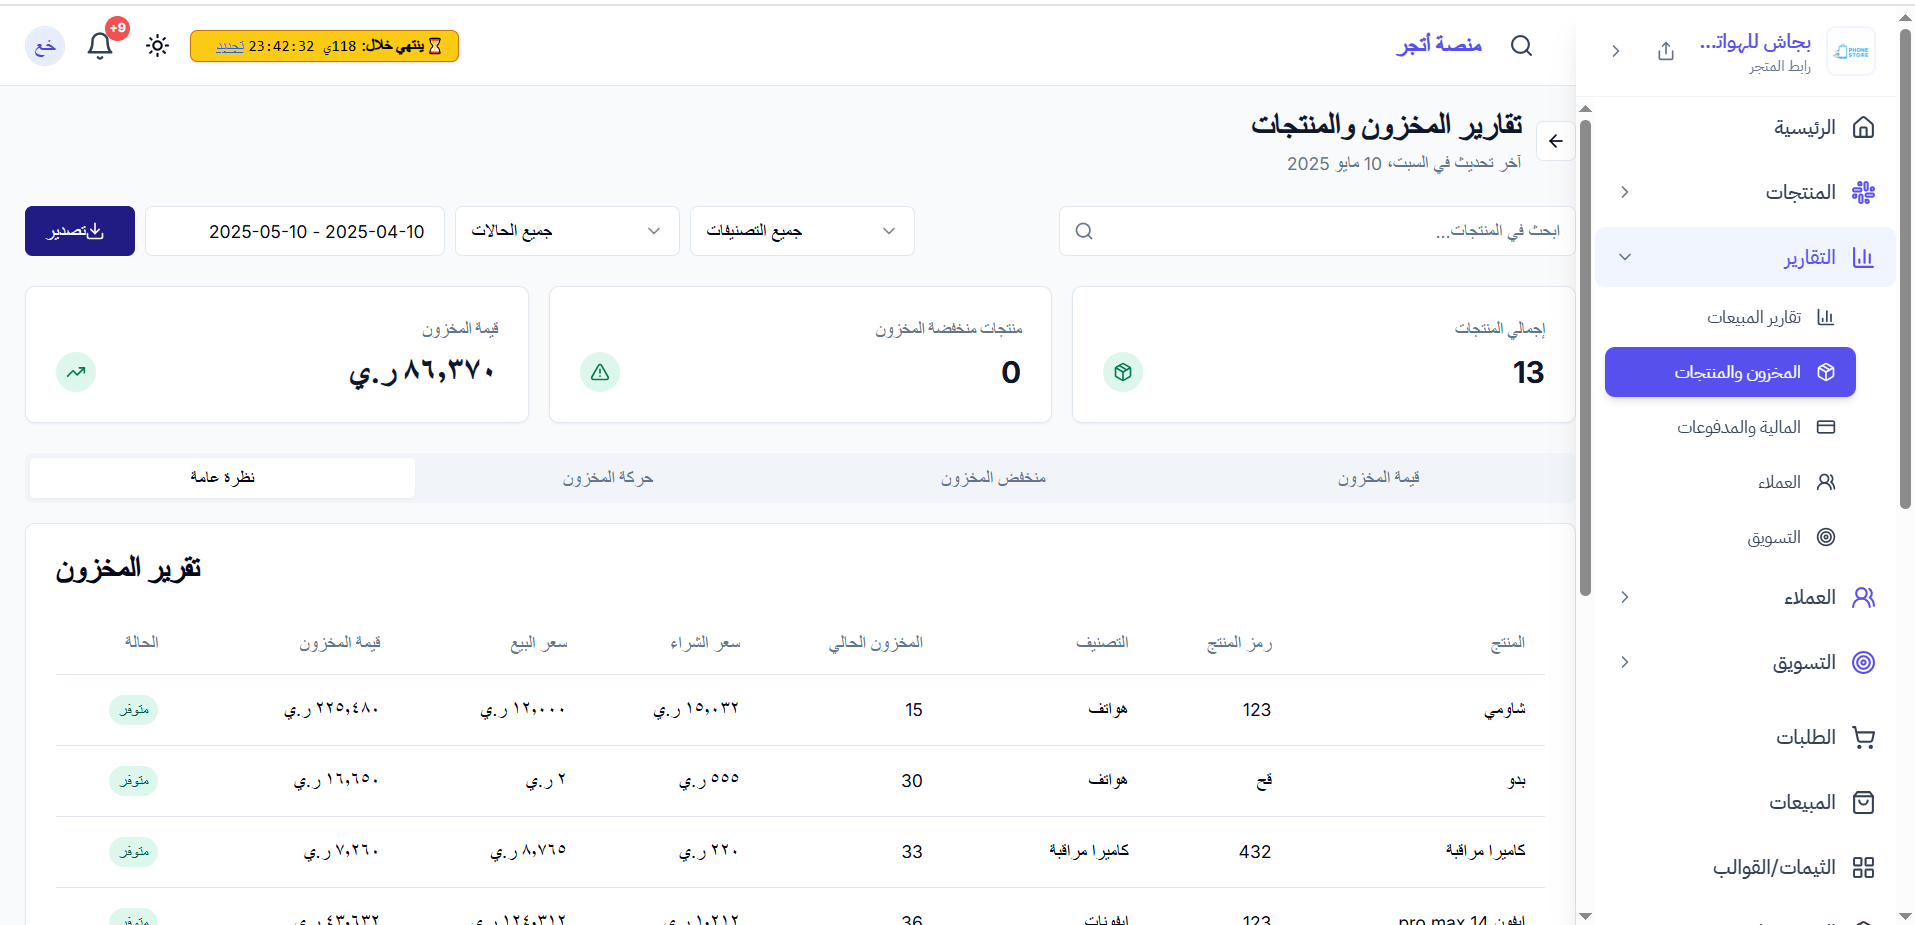 بجاش للهواتـ...
رابط المتجر
PHONE STORE
منصة أتجر
ينتهي خلال: 118ي 23:42:32 تجديد
+9
خع
الرئيسية
المنتجات
التقارير
تقارير المبيعات
المخزون والمنتجات
المالية والمدفوعات
العملاء
التسويق
العملاء
التسويق
الطلبات
المبيعات
الثيمات/القوالب
تقارير المخزون والمنتجات
آخر تحديث في السبت، 10 مايو 2025
ابحث في المنتجات...
جميع التصنيفات
جميع الحالات
2025-05-10 - 2025-04-10
تصدير
إجمالي المنتجات
13
منتجات منخفضة المخزون
0
قيمة المخزون
٨٦,٣٧٠ ر.ي
قيمة المخزون
منخفض المخزون
حركة المخزون
نظرة عامة
تقرير المخزون
المنتج رمز المنتج التصنيف المخزون الحالي سعر الشراء سعر البيع قيمة المخزون الحالة
شاومي 123 هواتف 15 ١٥,٠٣٢ ر.ي ١٢,٠٠٠ ر.ي ٢٢٥,٤٨٠ ر.ي متوفر
بدو قح هواتف 30 ٥٥٥ ر.ي ٢ ر.ي ١٦,٦٥٠ ر.ي متوفر
كاميرا مراقبة 432 كاميرا مراقبة 33 ٢٢٠ ر.ي ٨,٧٦٥ ر.ي ٧,٢٦٠ ر.ي متوفر
ايفون 14 pro max 123 ايفونات 36 ١,٢١٢ ر.ي ١٢٤,٣١٢ ر.ي ٤٣,٦٣٢ ر.ي متوفر